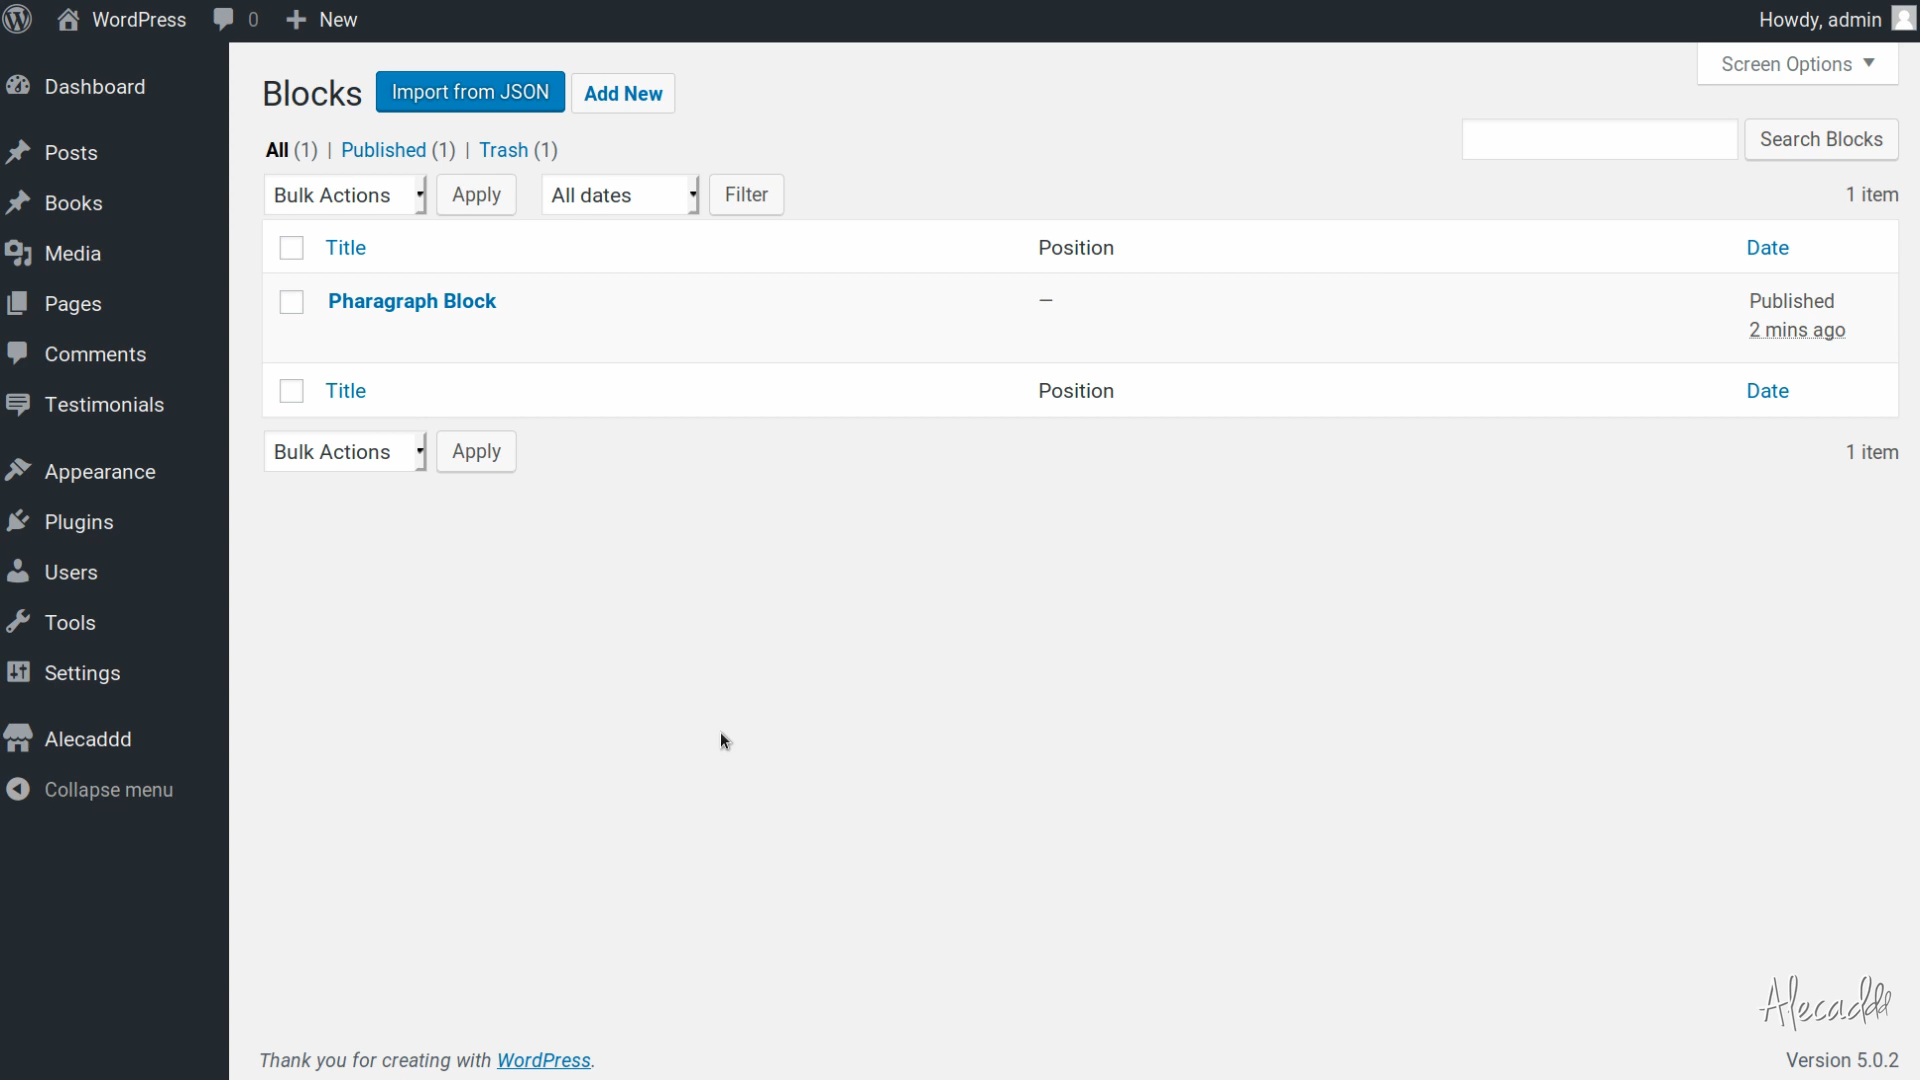 WordPress 0 New Howdy, admin
Screen Options
Dashboard
Posts
Books
Media
Pages
Comments
Testimonials
Appearance
Plugins
Users
Tools
Settings
Alecaddd
Collapse menu
Blocks Import from JSON Add New
All (1) | Published (1) | Trash (1)
Search Blocks
Bulk Actions Apply All dates Filter 1 item
Title Position Date
Pharagraph Block — Published
2 mins ago
Title Position Date
Bulk Actions Apply 1 item
Alecaddd
Thank you for creating with WordPress. Version 5.0.2